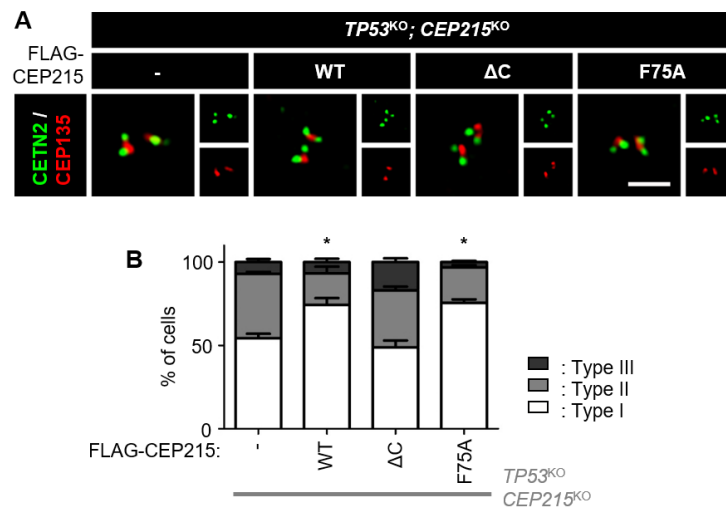 A
TP53KO; CEP215KO
FLAG-
CEP215
- WT ΔC F75A
CETN2 /
CEP135
B
* *
100
50
0
% of cells
: Type III
: Type II
: Type I
FLAG-CEP215:
- WT ΔC F75A
TP53KO
CEP215KO